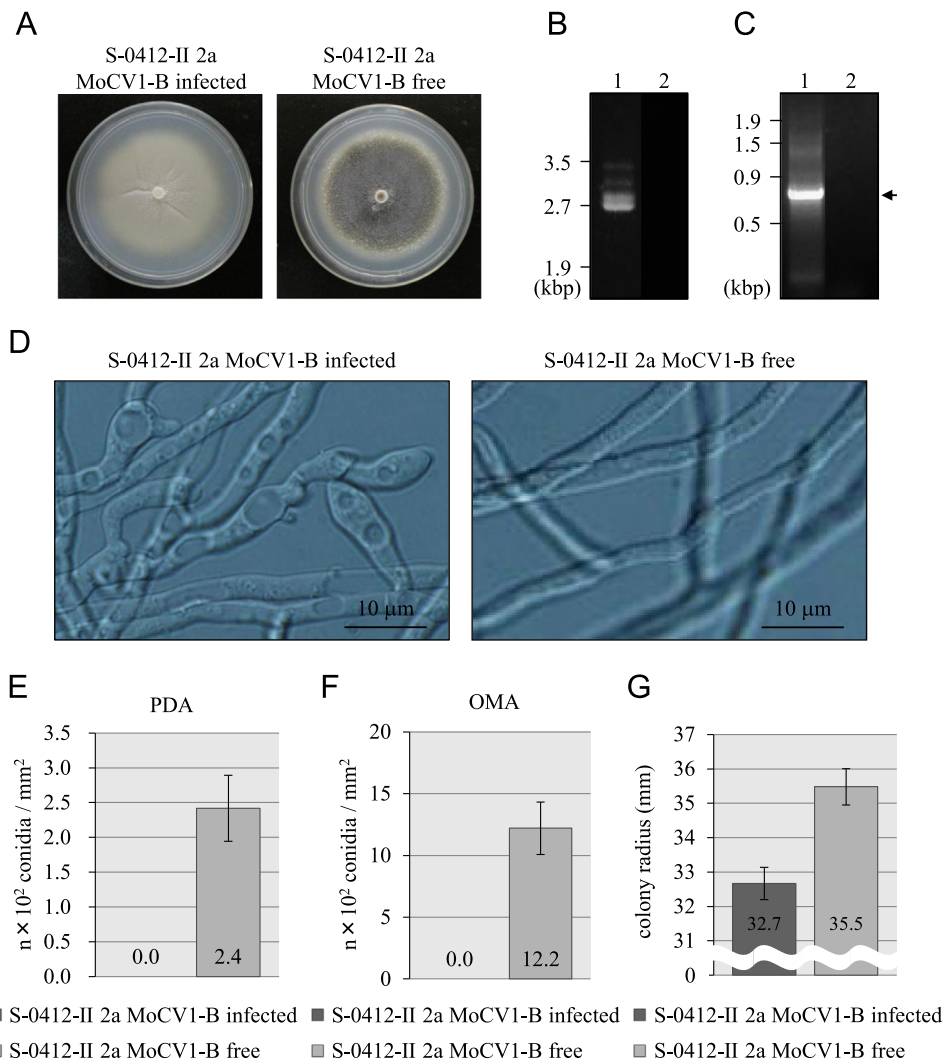 A
S-0412-II 2a
MoCV1-B infected
S-0412-II 2a
MoCV1-B free
B
1 2
3.5
2.7
1.9
(kbp)
C
1 2
1.9
1.5
0.9
0.5
(kbp)
D
S-0412-II 2a MoCV1-B infected
S-0412-II 2a MoCV1-B free
10 µm
10 µm
E
PDA
n × 10² conidia / mm²
3.5
3.0
2.5
2.0
1.5
1.0
0.5
0.0
0.0
2.4
F
OMA
n × 10² conidia / mm²
20
15
10
5
0
0.0
12.2
G
colony radius (mm)
37
36
35
34
33
32
31
0
32.7
35.5
S-0412-II 2a MoCV1-B infected
S-0412-II 2a MoCV1-B free
S-0412-II 2a MoCV1-B infected
S-0412-II 2a MoCV1-B free
S-0412-II 2a MoCV1-B infected
S-0412-II 2a MoCV1-B free